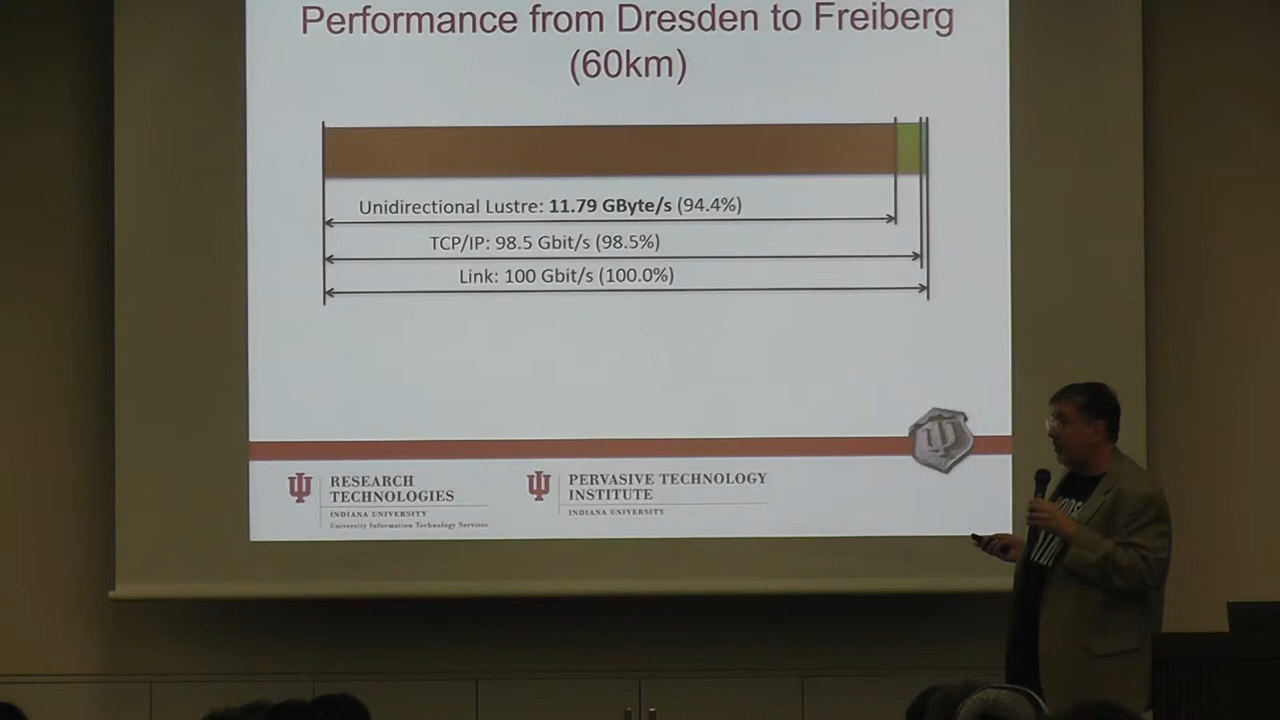 Performance from Dresden to Freiberg
(60km)
Unidirectional Lustre: 11.79 GByte/s (94.4%)
TCP/IP: 98.5 Gbit/s (98.5%)
Link: 100 Gbit/s (100.0%)
RESEARCH
TECHNOLOGIES
INDIANA UNIVERSITY
University Information Technology Services
PERVASIVE TECHNOLOGY
INSTITUTE
INDIANA UNIVERSITY